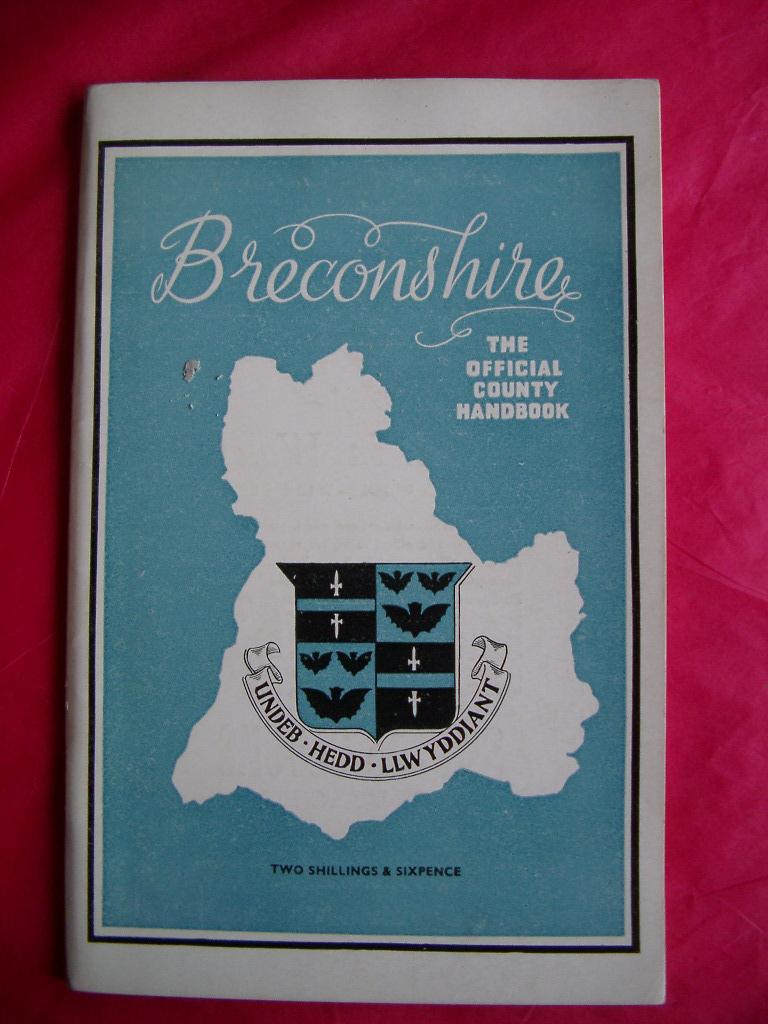 Breconshire
THE
OFFICIAL
COUNTY
HANDBOOK
UNDEB · HEDD · LLWYDDIANT
TWO SHILLINGS & SIXPENCE